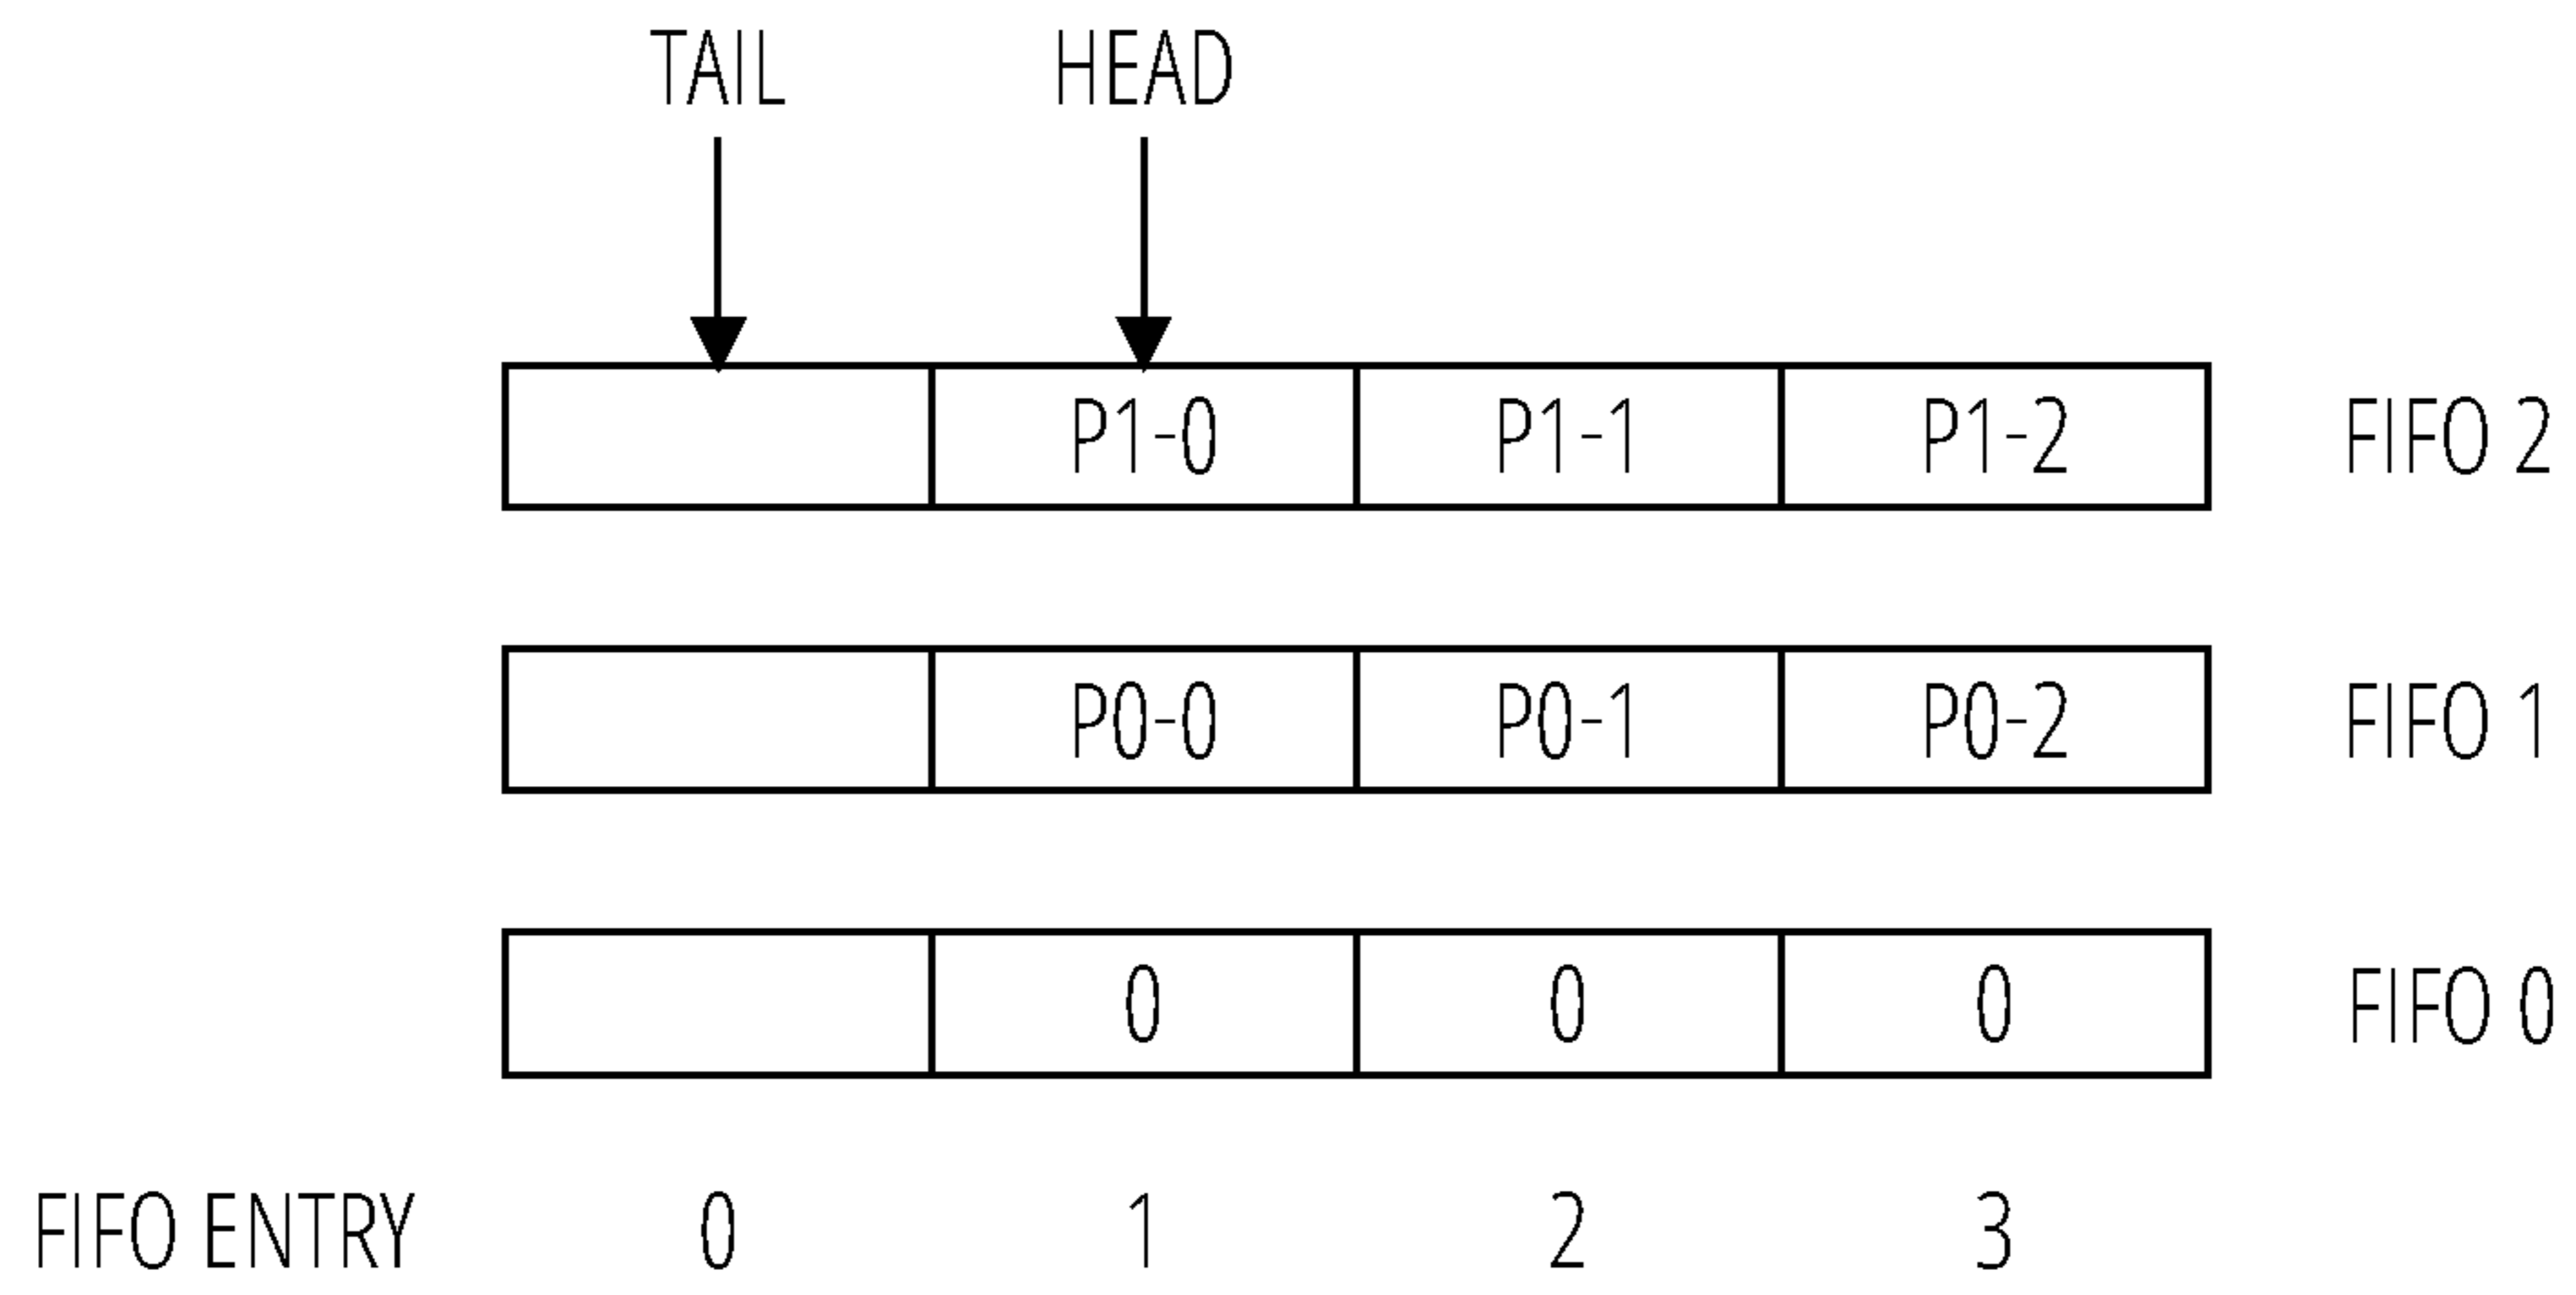 TAIL HEAD
P1-0 P1-1 P1-2 FIFO 2
P0-0 P0-1 P0-2 FIFO 1
0 0 0 FIFO 0
FIFO ENTRY 0 1 2 3